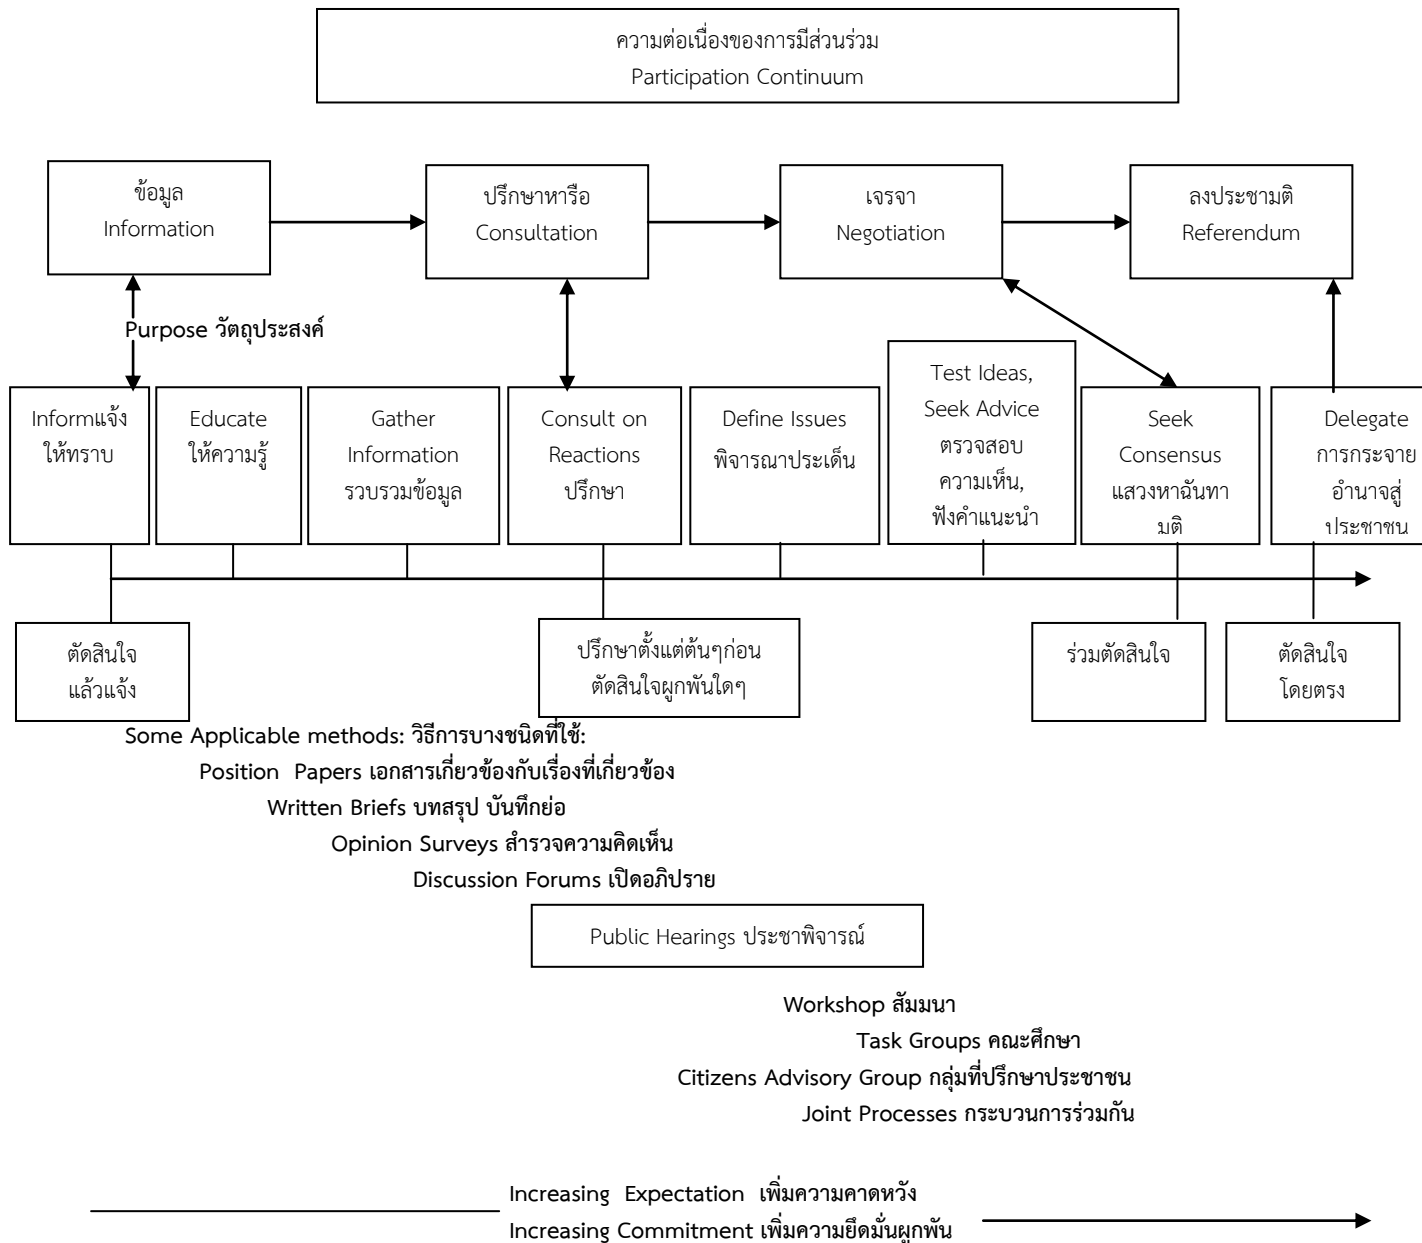 ความต่อเนื่องของการมีส่วนร่วม
Participation Continuum
ข้อมูล
Information
ปรึกษาหารือ
Consultation
เจรจา
Negotiation
ลงประชามติ
Referendum
Purpose วัตถุประสงค์
Informแจ้ง
ให้ทราบ
Educate
ให้ความรู้
Gather
Information
รวบรวมข้อมูล
Consult on
Reactions
ปรึกษา
Define Issues
พิจารณาประเด็น
Test Ideas,
Seek Advice
ตรวจสอบ
ความเห็น,
ฟังคำแนะนำ
Seek
Consensus
แสวงหาฉันทา
มติ
Delegate
การกระจาย
อำนาจสู่
ประชาชน
ตัดสินใจ
แล้วแจ้ง
ปรึกษาตั้งแต่ต้นๆก่อน
ตัดสินใจผูกพันใดๆ
ร่วมตัดสินใจ
ตัดสินใจ
โดยตรง
Some Applicable methods: วิธีการบางชนิดที่ใช้:
Position Papers เอกสารเกี่ยวข้องกับเรื่องที่เกี่ยวข้อง
Written Briefs บทสรุป บันทึกย่อ
Opinion Surveys สำรวจความคิดเห็น
Discussion Forums เปิดอภิปราย
Public Hearings ประชาพิจารณ์
Workshop สัมมนา
Task Groups คณะศึกษา
Citizens Advisory Group กลุ่มที่ปรึกษาประชาชน
Joint Processes กระบวนการร่วมกัน
Increasing Expectation เพิ่มความคาดหวัง
Increasing Commitment เพิ่มความยึดมั่นผูกพัน